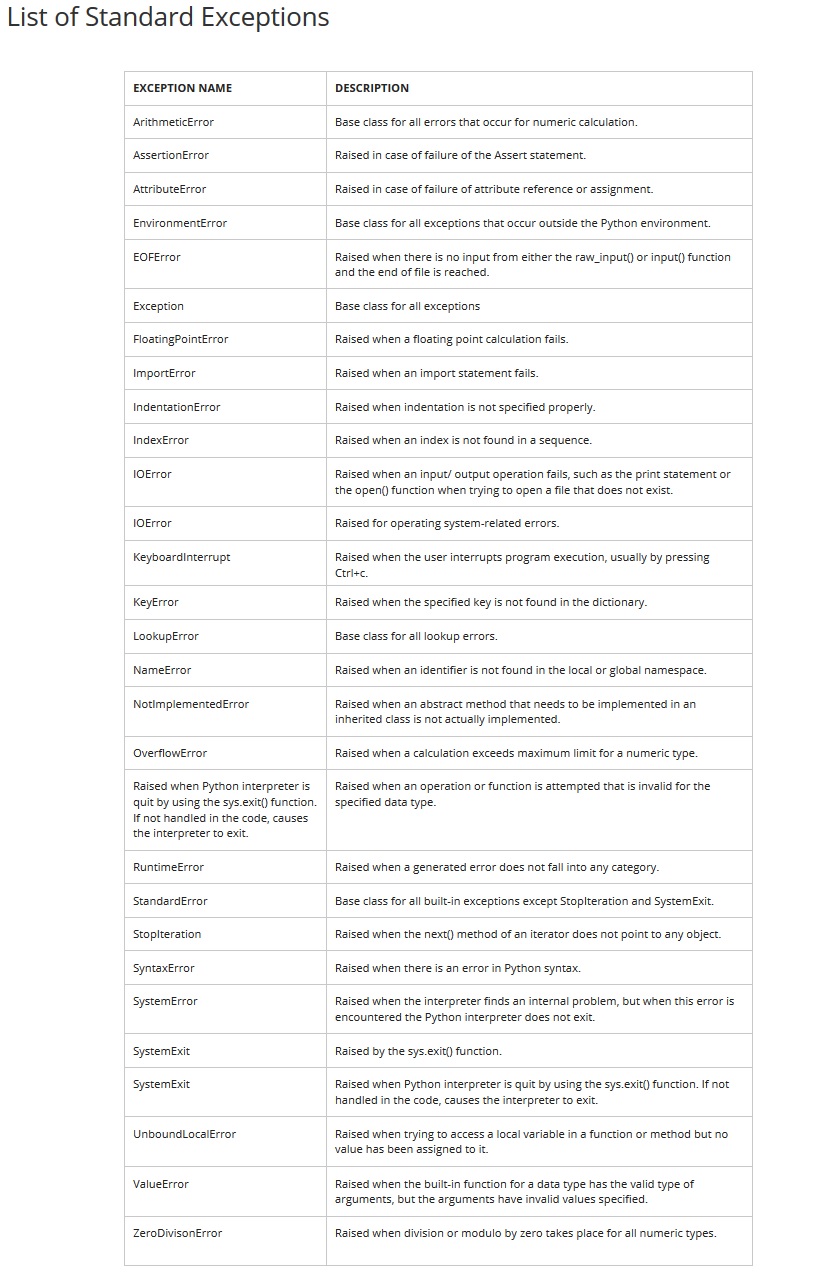 List of Standard Exceptions
EXCEPTION NAME DESCRIPTION
ArithmeticError Base class for all errors that occur for numeric calculation.
AssertionError Raised in case of failure of the Assert statement.
AttributeError Raised in case of failure of attribute reference or assignment.
EnvironmentError Base class for all exceptions that occur outside the Python environment.
EOFError Raised when there is no input from either the raw_input() or input() function
and the end of file is reached.
Exception Base class for all exceptions
FloatingPointError Raised when a floating point calculation fails.
ImportError Raised when an import statement fails.
IndentationError Raised when indentation is not specified properly.
IndexError Raised when an index is not found in a sequence.
IOError Raised when an input/ output operation fails, such as the print statement or
the open() function when trying to open a file that does not exist.
IOError Raised for operating system-related errors.
KeyboardInterrupt Raised when the user interrupts program execution, usually by pressing
Ctrl+c.
KeyError Raised when the specified key is not found in the dictionary.
LookupError Base class for all lookup errors.
NameError Raised when an identifier is not found in the local or global namespace.
NotImplementedError Raised when an abstract method that needs to be implemented in an
inherited class is not actually implemented.
OverflowError Raised when a calculation exceeds maximum limit for a numeric type.
Raised when Python interpreter is
quit by using the sys.exit() function.
If not handled in the code, causes
the interpreter to exit.
Raised when an operation or function is attempted that is invalid for the
specified data type.
RuntimeError Raised when a generated error does not fall into any category.
StandardError Base class for all built-in exceptions except StopIteration and SystemExit.
StopIteration Raised when the next() method of an iterator does not point to any object.
SyntaxError Raised when there is an error in Python syntax.
SystemError Raised when the interpreter finds an internal problem, but when this error is
encountered the Python interpreter does not exit.
SystemExit Raised by the sys.exit() function.
SystemExit Raised when Python interpreter is quit by using the sys.exit() function. If not
handled in the code, causes the interpreter to exit.
UnboundLocalError Raised when trying to access a local variable in a function or method but no
value has been assigned to it.
ValueError Raised when the built-in function for a data type has the valid type of
arguments, but the arguments have invalid values specified.
ZeroDivisonError Raised when division or modulo by zero takes place for all numeric types.